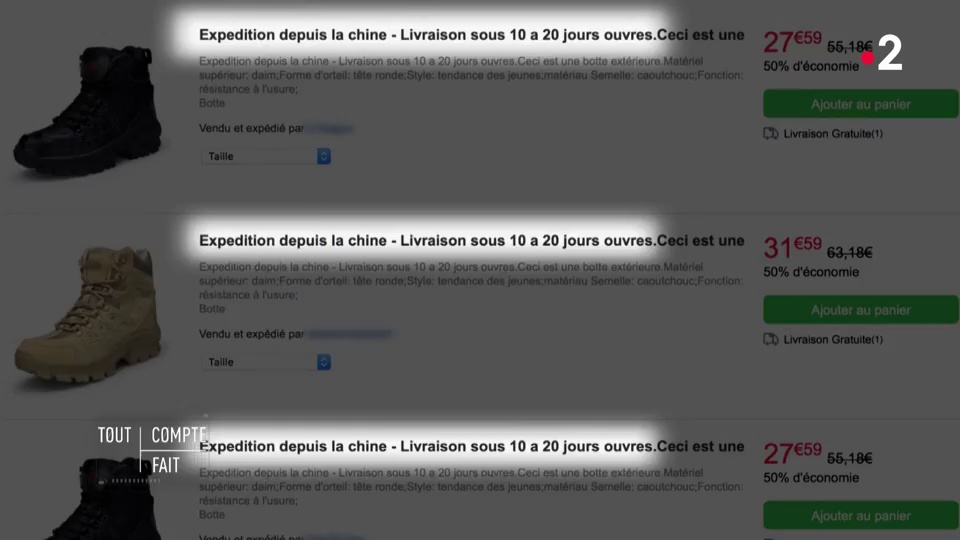 Expedition depuis la chine - Livraison sous 10 a 20 jours ouvres.Ceci est une
Expedition depuis la chine - Livraison sous 10 a 20 jours ouvres.Ceci est une botte extérieure.Matériel
supérieur: daim;Forme d'orteil: tête ronde;Style: tendance des jeunes;matériau Semelle: caoutchouc;Fonction:
résistance à l'usure;
Botte
Vendu et expédié par
Taille
27€59 55,18€
50% d'économie
2
Ajouter au panier
Livraison Gratuite(1)
Expedition depuis la chine - Livraison sous 10 a 20 jours ouvres.Ceci est une
Expedition depuis la chine - Livraison sous 10 a 20 jours ouvres.Ceci est une botte extérieure.Matériel
supérieur: daim;Forme d'orteil: tête ronde;Style: tendance des jeunes;matériau Semelle: caoutchouc;Fonction:
résistance à l'usure;
Botte
Vendu et expédié par
Taille
31€59 63,18€
50% d'économie
Ajouter au panier
Livraison Gratuite(1)
TOUT COMPTE
FAIT
Expedition depuis la chine - Livraison sous 10 a 20 jours ouvres.Ceci est une
Expedition depuis la chine - Livraison sous 10 a 20 jours ouvres.Ceci est une botte extérieure.Matériel
supérieur: daim;Forme d'orteil: tête ronde;Style: tendance des jeunes;matériau Semelle: caoutchouc;Fonction:
résistance à l'usure;
Botte
27€59 55,18€
50% d'économie
Ajouter au panier